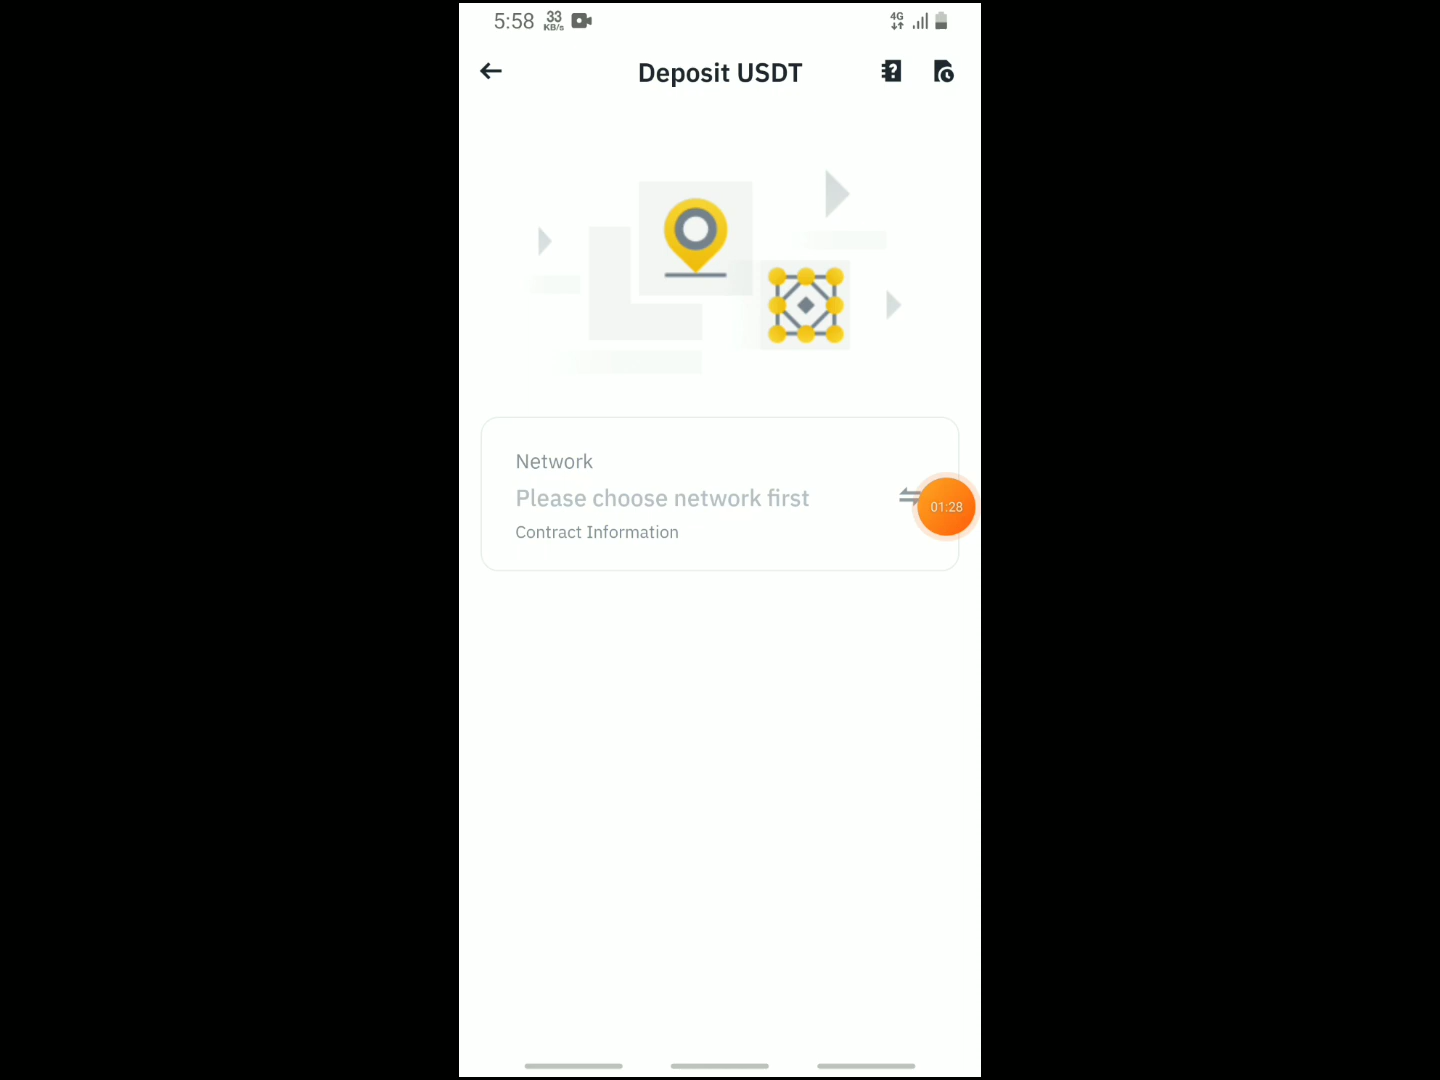 5:58 33 KB/s 4G
Deposit USDT
Network
Please choose network first
01:28
Contract Information